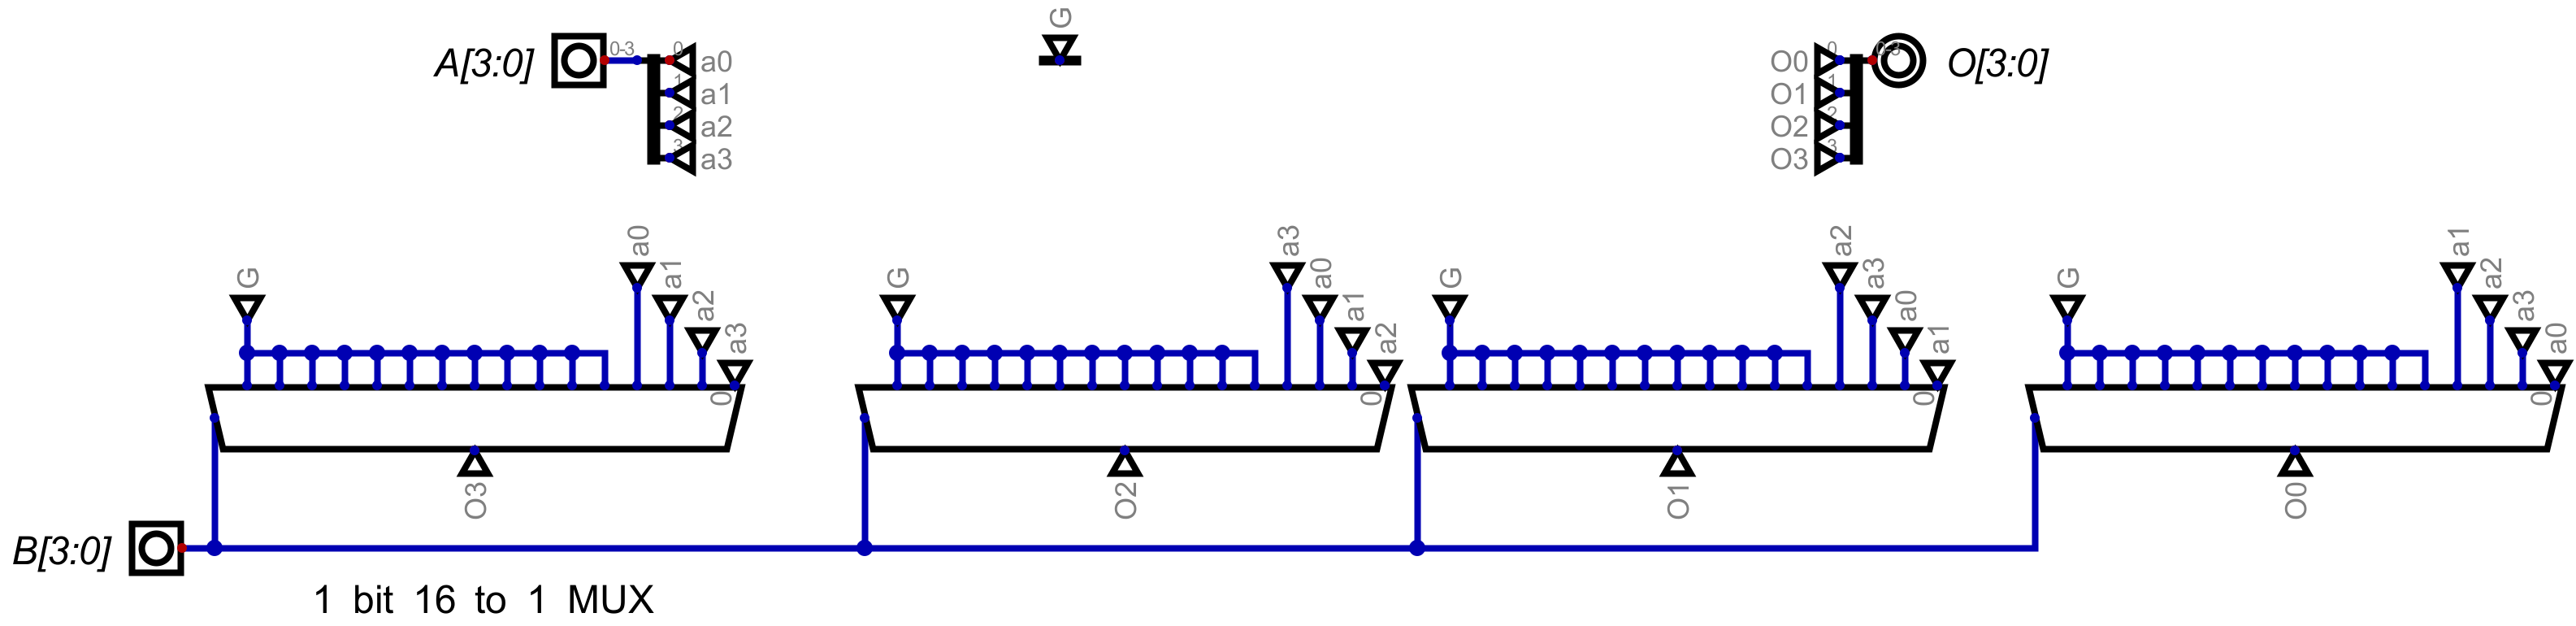 G
A[3:0] 0-3 0 a0
1 a1
2 a2
3 a3
O0 0 0-3 O[3:0]
O1 1
O2 2
O3 3
G a0 a1 a2 a3
G a3 a0 a1 a2
G a2 a3 a0 a1
G a1 a2 a3 a0
0 0 0 0
O3 O2 O1 O0
B[3:0]
1 bit 16 to 1 MUX